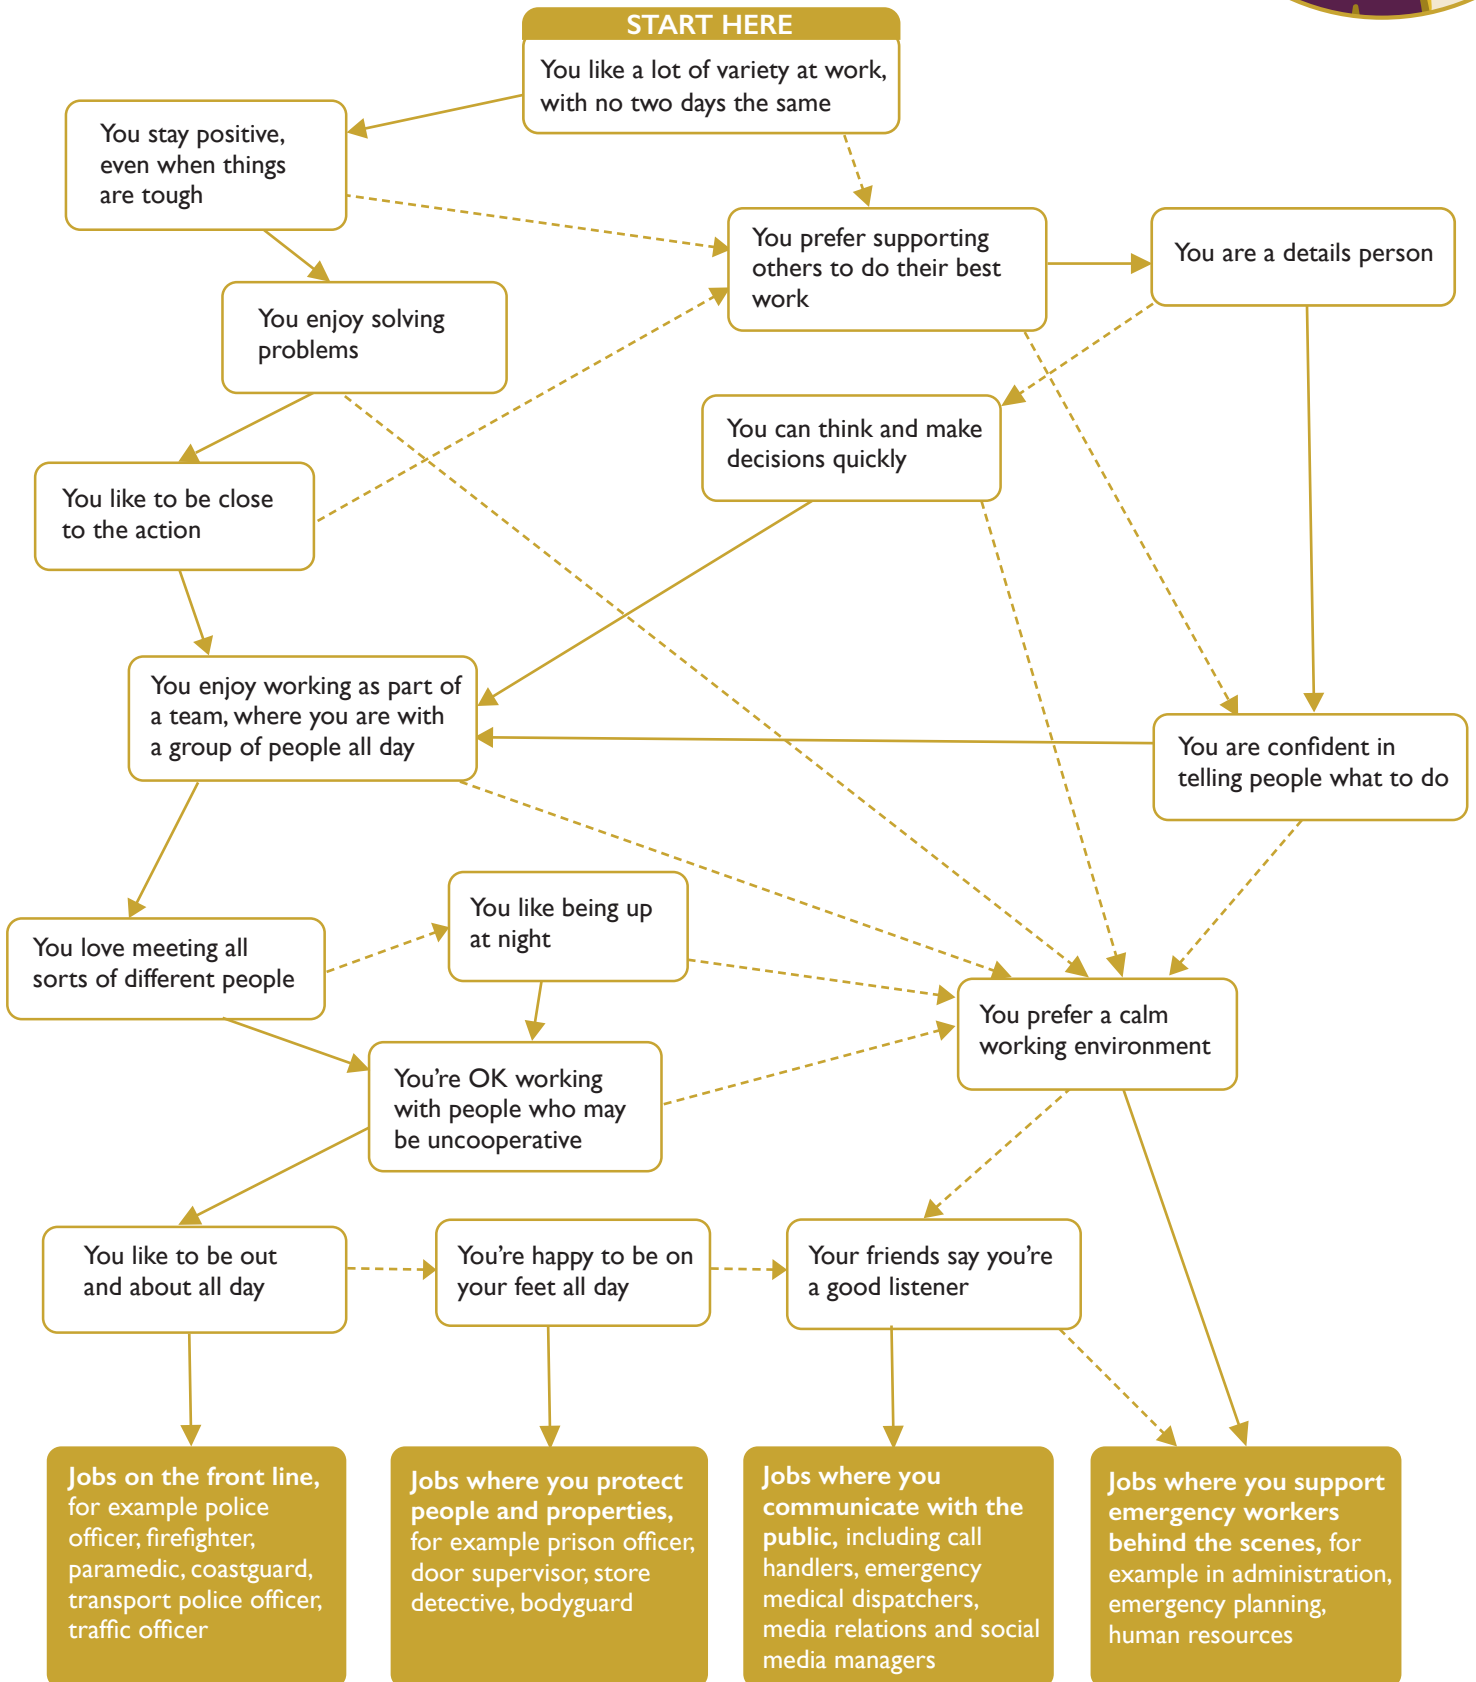 START HERE
You like a lot of variety at work,
with no two days the same
You stay positive,
even when things
are tough
You prefer supporting
others to do their best
work
You are a details person
You enjoy solving
problems
You can think and make
decisions quickly
You like to be close
to the action
You enjoy working as part of
a team, where you are with
a group of people all day
You are confident in
telling people what to do
You like being up
at night
You love meeting all
sorts of different people
You prefer a calm
working environment
You’re OK working
with people who may
be uncooperative
You like to be out
and about all day
You’re happy to be on
your feet all day
Your friends say you’re
a good listener
Jobs on the front line,
for example police
officer, firefighter,
paramedic, coastguard,
transport police officer,
traffic officer
Jobs where you protect
people and properties,
for example prison officer,
door supervisor, store
detective, bodyguard
Jobs where you
communicate with the
public, including call
handlers, emergency
medical dispatchers,
media relations and social
media managers
Jobs where you support
emergency workers
behind the scenes, for
example in administration,
emergency planning,
human resources